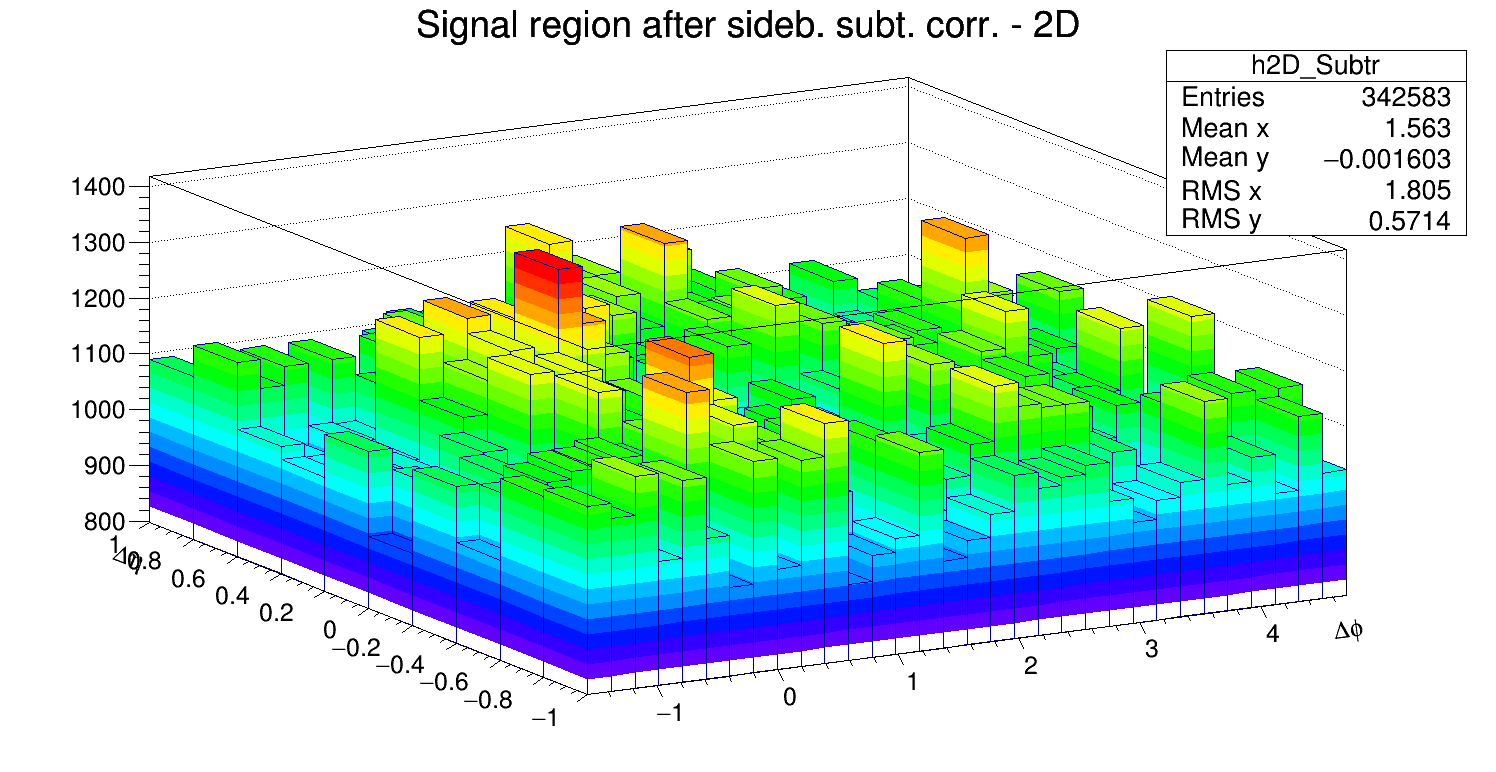 Signal region after sideb. subt. corr. - 2D
h2D_Subtr
Entries 342583
Mean x 1.563
Mean y −0.001603
RMS x 1.805
RMS y 0.5714
1400
1300
1200
1100
1000
900
800
1
Δη
0.8
0.6
0.4
0.2
0
−0.2
−0.4
−0.6
−0.8
−1
−1
0
1
2
3
4
Δϕ